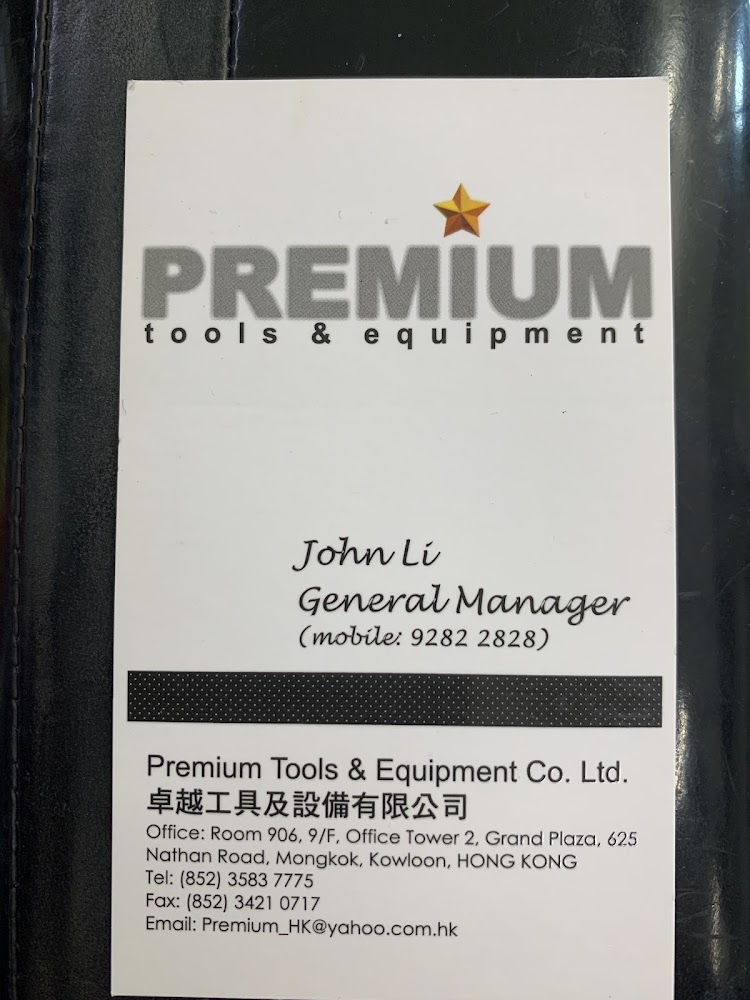 PREMIUM
tools & equipment
John Li
General Manager
(mobile: 9282 2828)
Premium Tools & Equipment Co. Ltd.
卓越工具及設備有限公司
Office: Room 906, 9/F, Office Tower 2, Grand Plaza, 625
Nathan Road, Mongkok, Kowloon, HONG KONG
Tel: (852) 3583 7775
Fax: (852) 3421 0717
Email: Premium_HK@yahoo.com.hk